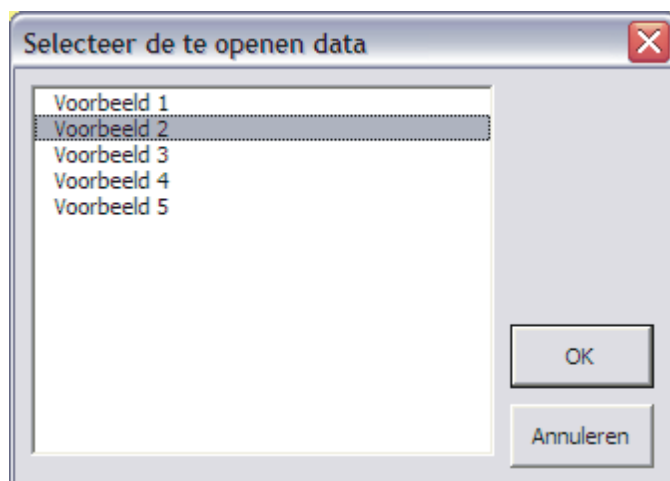 Selecteer de te openen data
Voorbeeld 1
Voorbeeld 2
Voorbeeld 3
Voorbeeld 4
Voorbeeld 5
OK
Annuleren